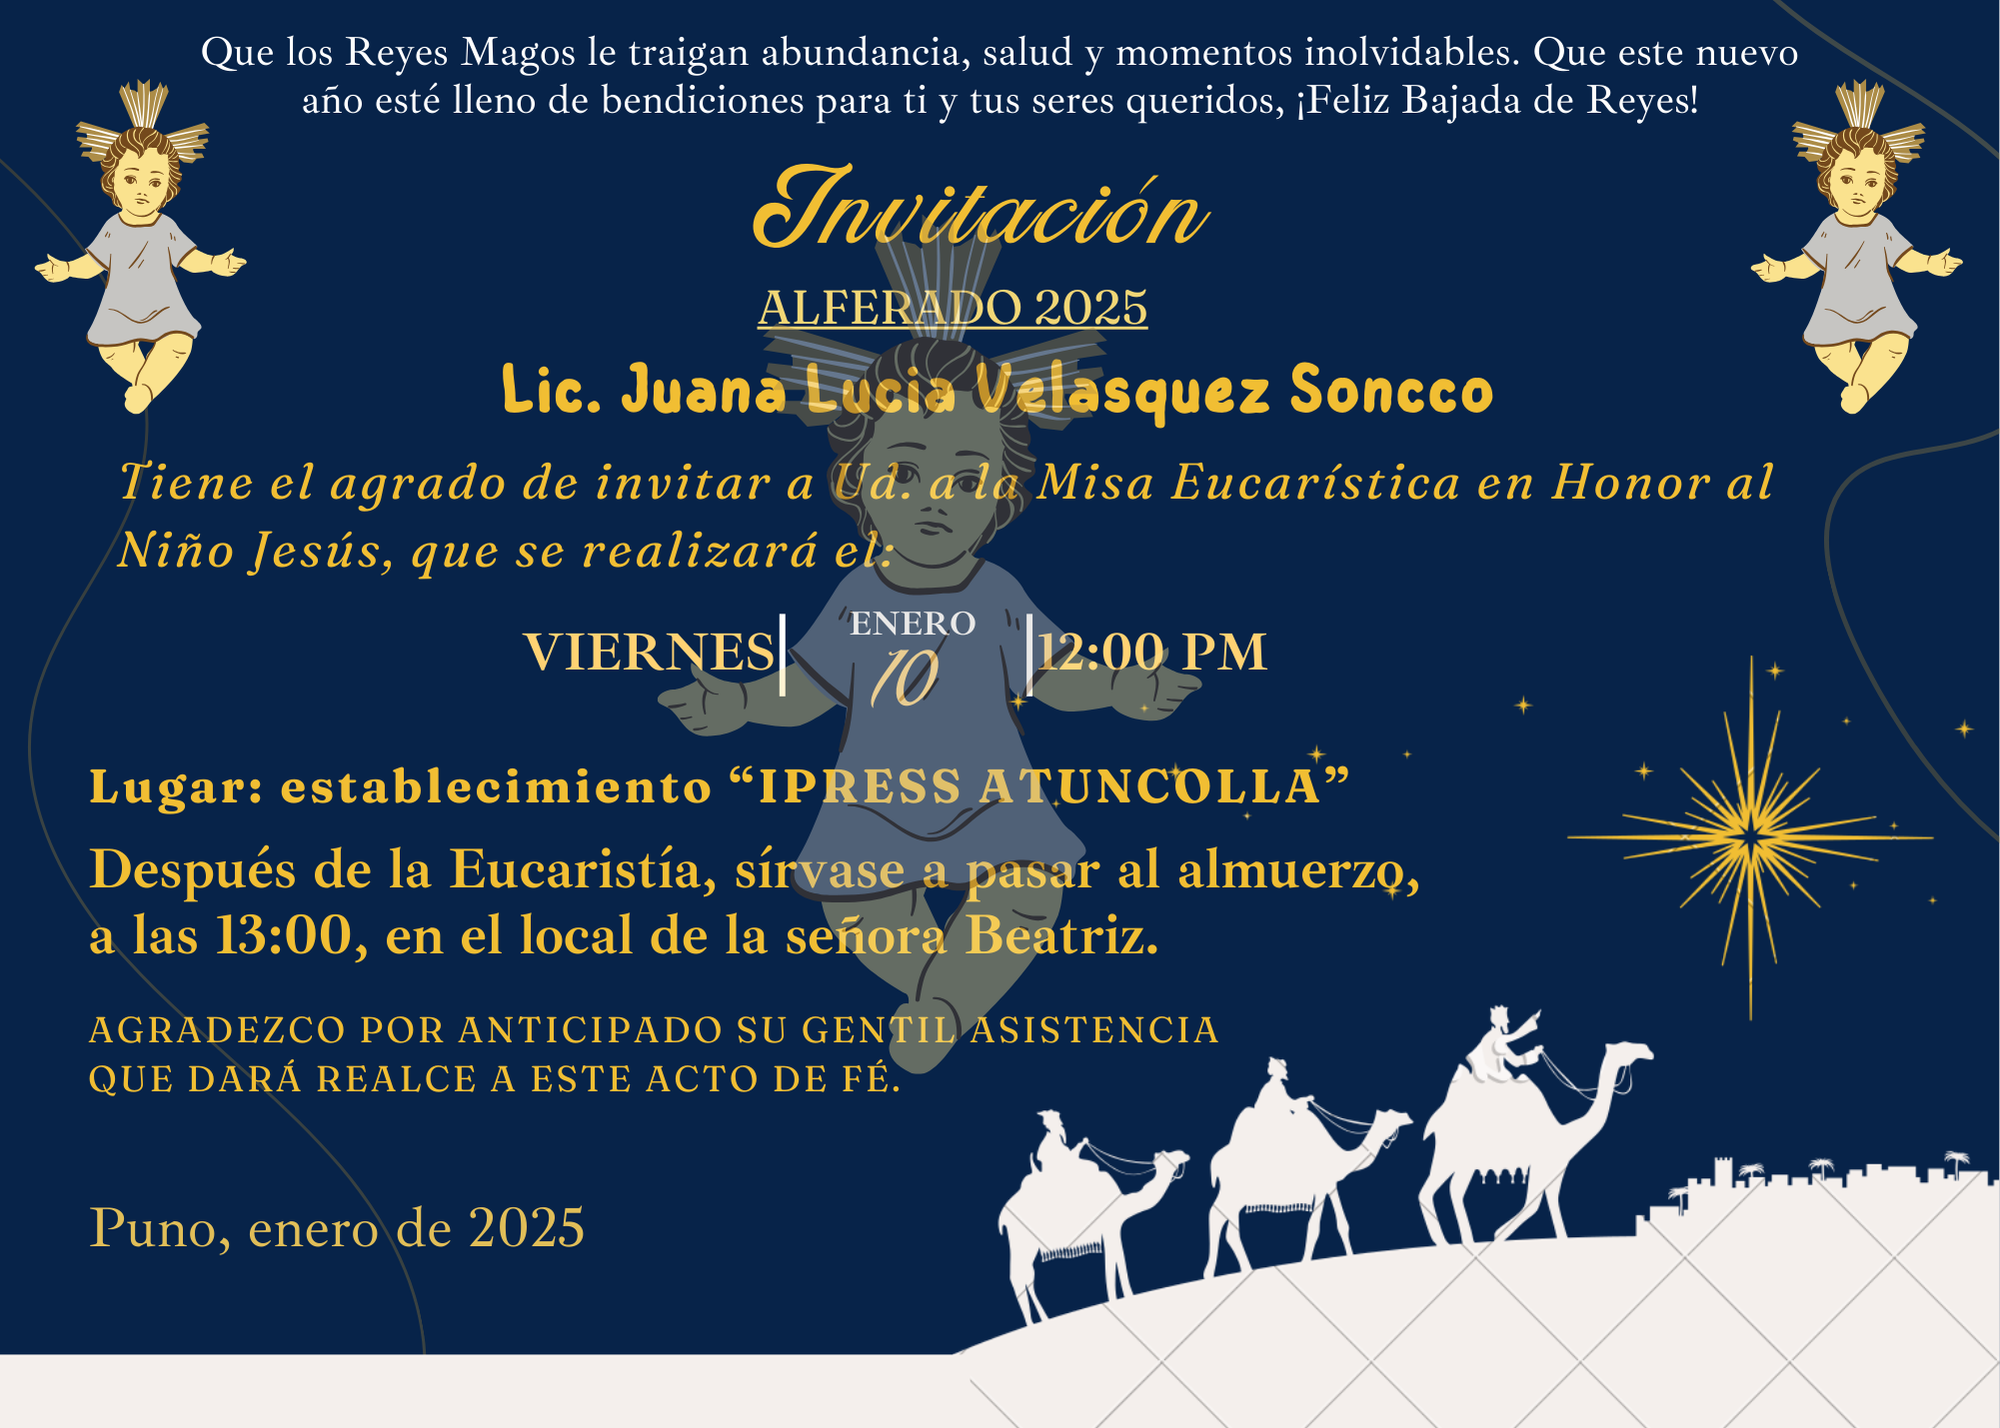 Que los Reyes Magos le traigan abundancia, salud y momentos inolvidables. Que este nuevo
año esté lleno de bendiciones para ti y tus seres queridos, ¡Feliz Bajada de Reyes!
Invitación
ALFERADO 2025
Lic. Juana Lucia Velasquez Soncco
Tiene el agrado de invitar a Ud. a la Misa Eucarística en Honor al
Niño Jesús, que se realizará el:
ENERO
VIERNES 10 12:00 PM
Lugar: establecimiento “IPRESS ATUNCOLLA”
Después de la Eucaristía, sírvase a pasar al almuerzo,
a las 13:00, en el local de la señora Beatriz.
AGRADEZCO POR ANTICIPADO SU GENTIL ASISTENCIA
QUE DARÁ REALCE A ESTE ACTO DE FÉ.
Puno, enero de 2025